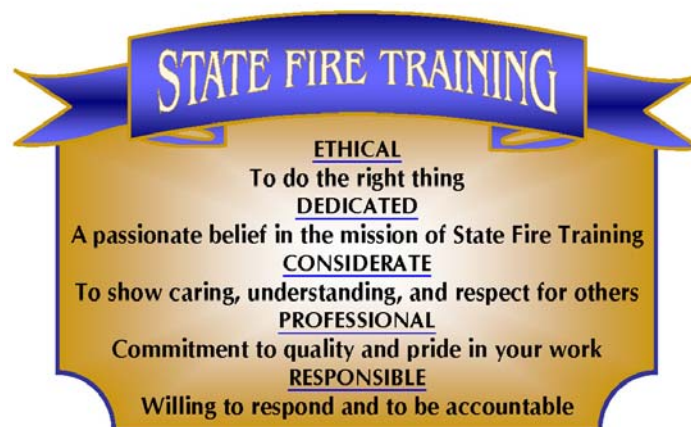 STATE FIRE TRAINING
ETHICAL
To do the right thing
DEDICATED
A passionate belief in the mission of State Fire Training
CONSIDERATE
To show caring, understanding, and respect for others
PROFESSIONAL
Commitment to quality and pride in your work
RESPONSIBLE
Willing to respond and to be accountable